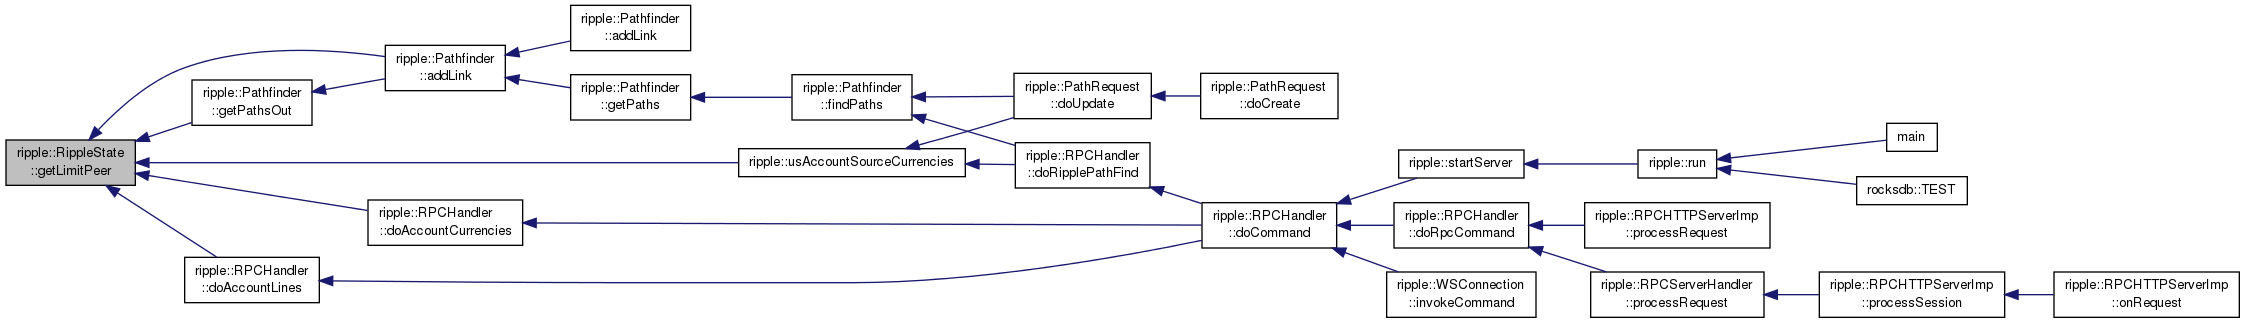 ripple::RippleState
::getLimitPeer
ripple::Pathfinder
::addLink
ripple::Pathfinder
::getPathsOut
ripple::Pathfinder
::addLink
ripple::Pathfinder
::getPaths
ripple::Pathfinder
::findPaths
ripple::PathRequest
::doUpdate
ripple::PathRequest
::doCreate
ripple::usAccountSourceCurrencies
ripple::RPCHandler
::doRipplePathFind
ripple::RPCHandler
::doAccountCurrencies
ripple::RPCHandler
::doAccountLines
ripple::RPCHandler
::doCommand
ripple::startServer
ripple::run
main
rocksdb::TEST
ripple::RPCHandler
::doRpcCommand
ripple::RPCHTTPServerImp
::processRequest
ripple::WSConnection
::invokeCommand
ripple::RPCServerHandler
::processRequest
ripple::RPCHTTPServerImp
::processSession
ripple::RPCHTTPServerImp
::onRequest